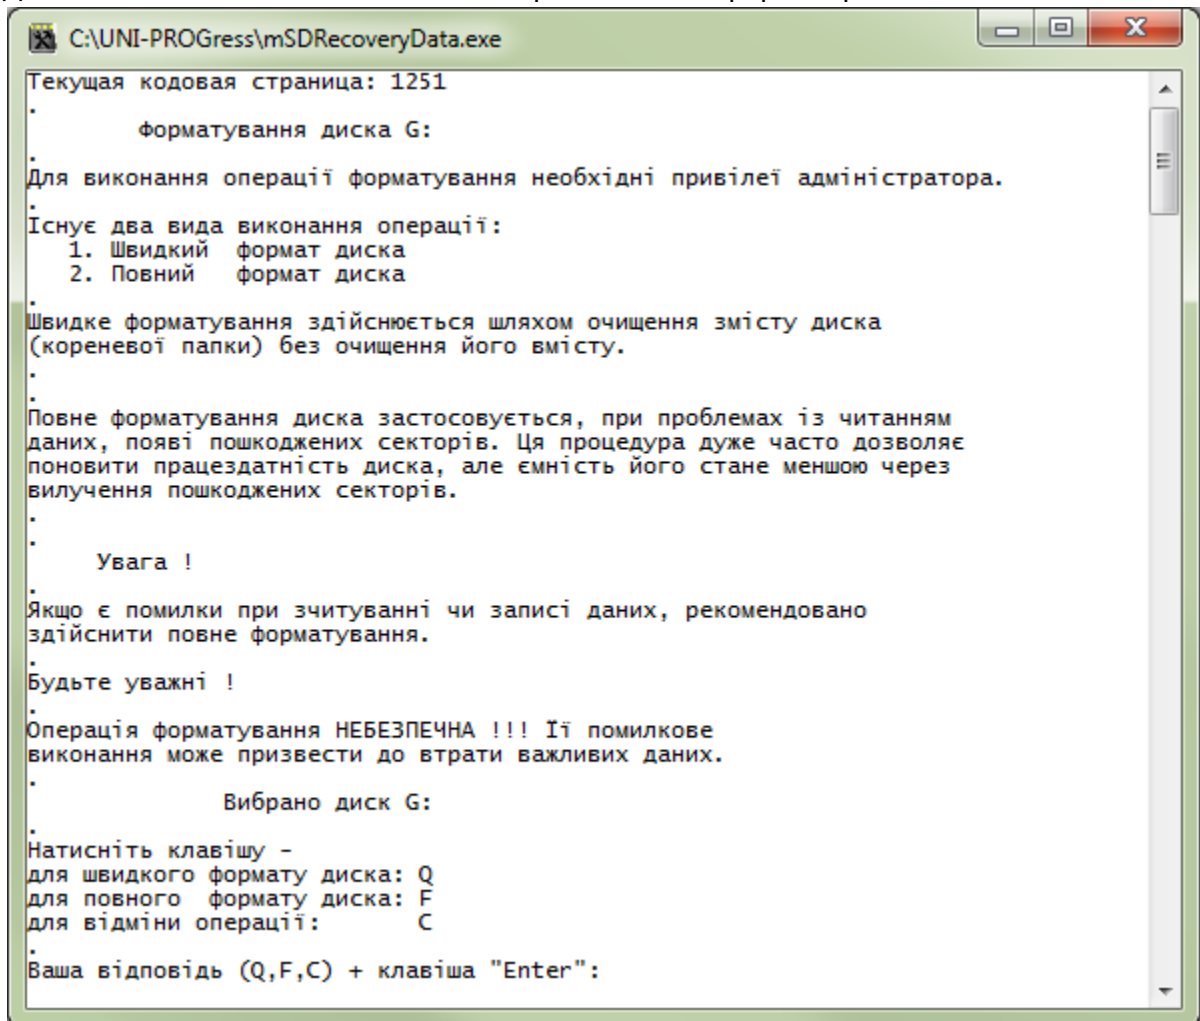 C:\UNI-PROGress\mSDRecoveryData.exe
Текущая кодовая страница: 1251
.
Форматування диска G:
.
Для виконання операції форматування необхідні привілеї адміністратора.
.
Існує два вида виконання операції:
1. Швидкий формат диска
2. Повний формат диска
.
Швидке форматування здійснюється шляхом очищення змісту диска
(кореневої папки) без очищення його вмісту.
.
.
Повне форматування диска застосовується, при проблемах із читанням
даних, появі пошкоджених секторів. Ця процедура дуже часто дозволяє
поновити працездатність диска, але ємність його стане меншою через
вилучення пошкоджених секторів.
.
.
Увага !
.
Якщо є помилки при зчитуванні чи записі даних, рекомендовано
здійснити повне форматування.
.
Будьте уважні !
.
Операція форматування НЕБЕЗПЕЧНА !!! Її помилкове
виконання може призвести до втрати важливих даних.
.
Вибрано диск G:
.
Натисніть клавішу -
для швидкого формату диска: Q
для повного формату диска: F
для відміни операції: C
.
Ваша відповідь (Q,F,C) + клавіша "Enter":